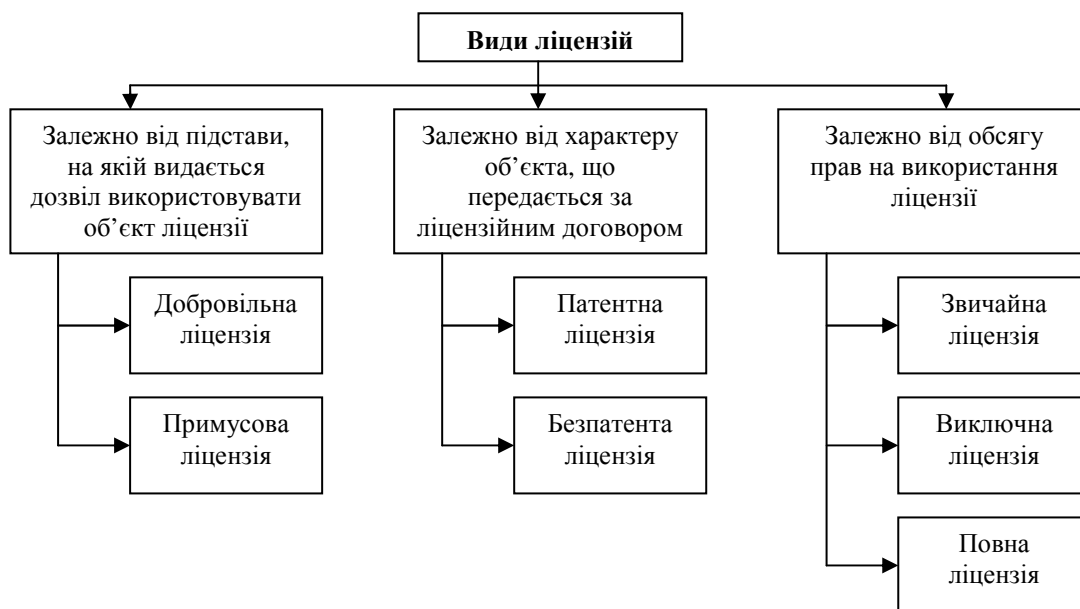 Види ліцензій
Залежно від підстави,
на якій видається
дозвіл використовувати
об’єкт ліцензії
Добровільна
ліцензія
Примусова
ліцензія
Залежно від характеру
об’єкта, що
передається за
ліцензійним договором
Патентна
ліцензія
Безпатента
ліцензія
Залежно від обсягу
прав на використання
ліцензії
Звичайна
ліцензія
Виключна
ліцензія
Повна
ліцензія